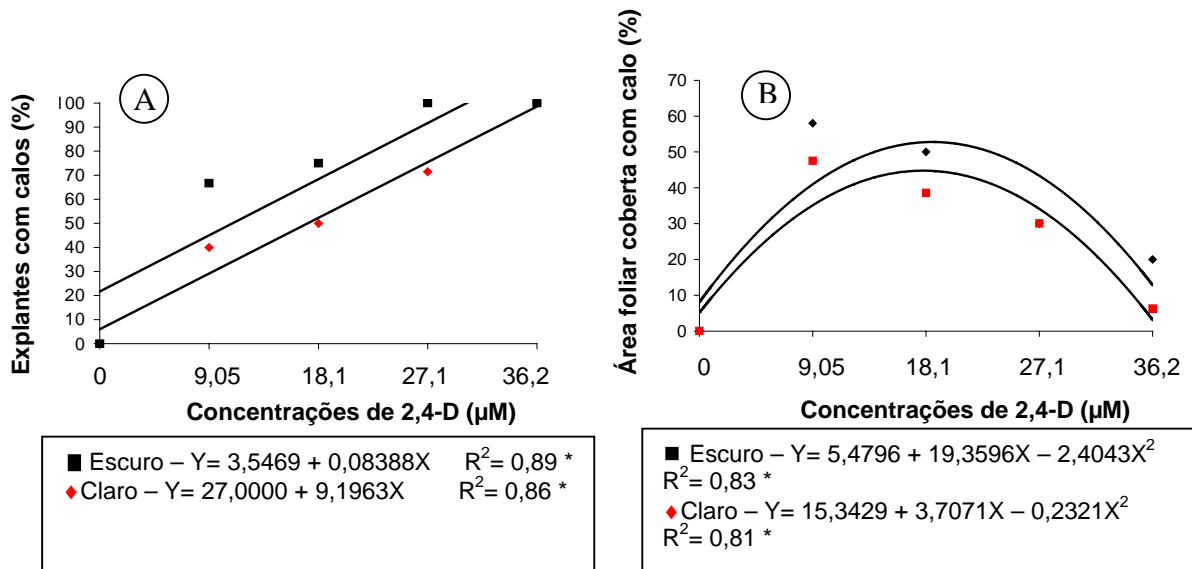 A
Explantes com calos (%)
100
90
80
70
60
50
40
30
20
10
0
0 9,05 18,1 27,1 36,2
Concentrações de 2,4-D (µM)
Escuro – Y= 3,5469 + 0,08388X R²= 0,89 *
Claro – Y= 27,0000 + 9,1963X R²= 0,86 *
B
Área foliar coberta com calo (%)
70
60
50
40
30
20
10
0
0 9,05 18,1 27,1 36,2
Concentrações de 2,4-D (µM)
Escuro – Y= 5,4796 + 19,3596X – 2,4043X²
R²= 0,83 *
Claro – Y= 15,3429 + 3,7071X – 0,2321X²
R²= 0,81 *